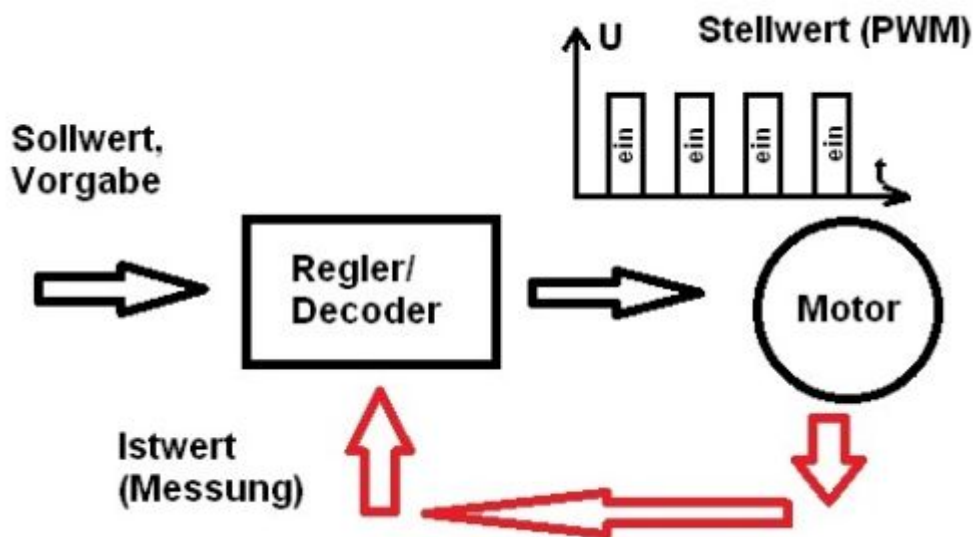 U
Stellwert (PWM)
ein ein ein ein
t
Sollwert,
Vorgabe
Regler/
Decoder
Motor
Istwert
(Messung)